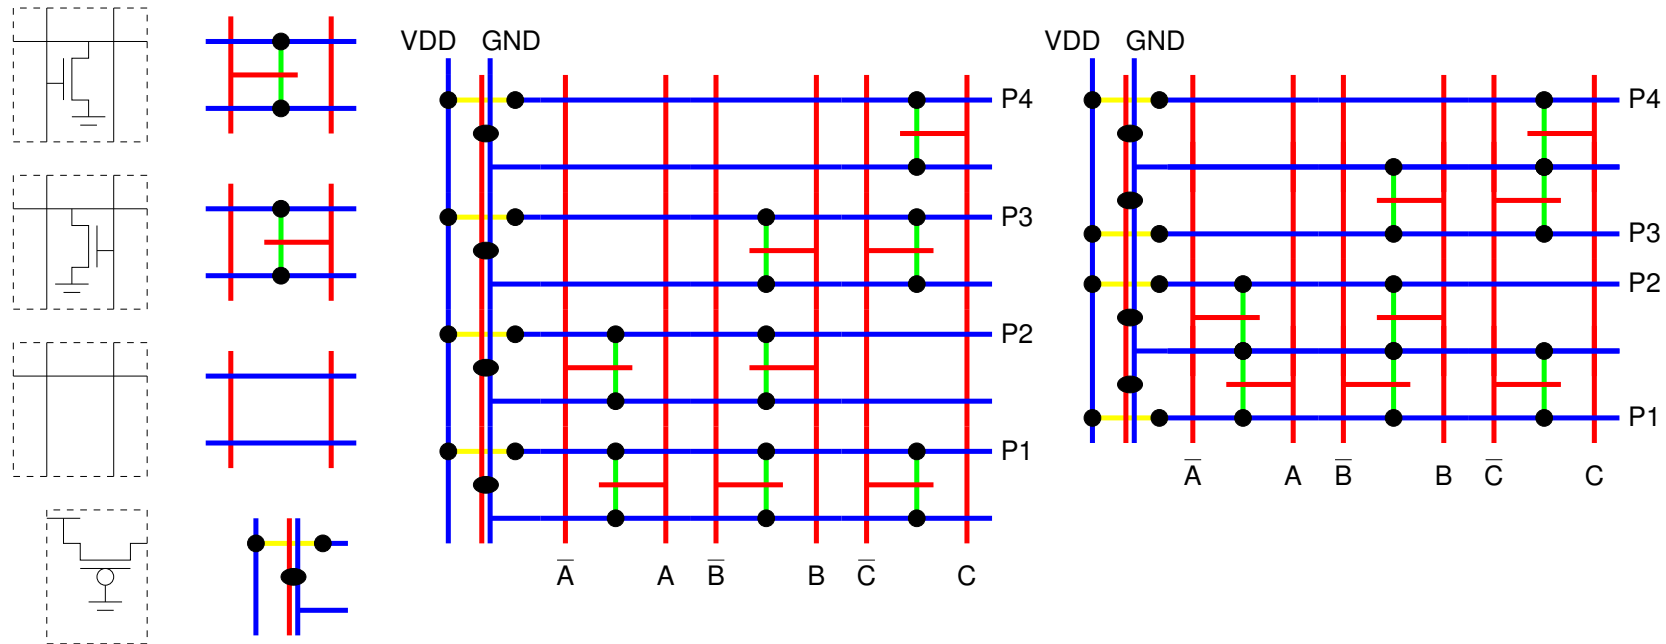 VDD GND
P4
P3
P2
P1
A̅ A B̅ B C̅ C
VDD GND
P4
P3
P2
P1
A̅ A B̅ B C̅ C